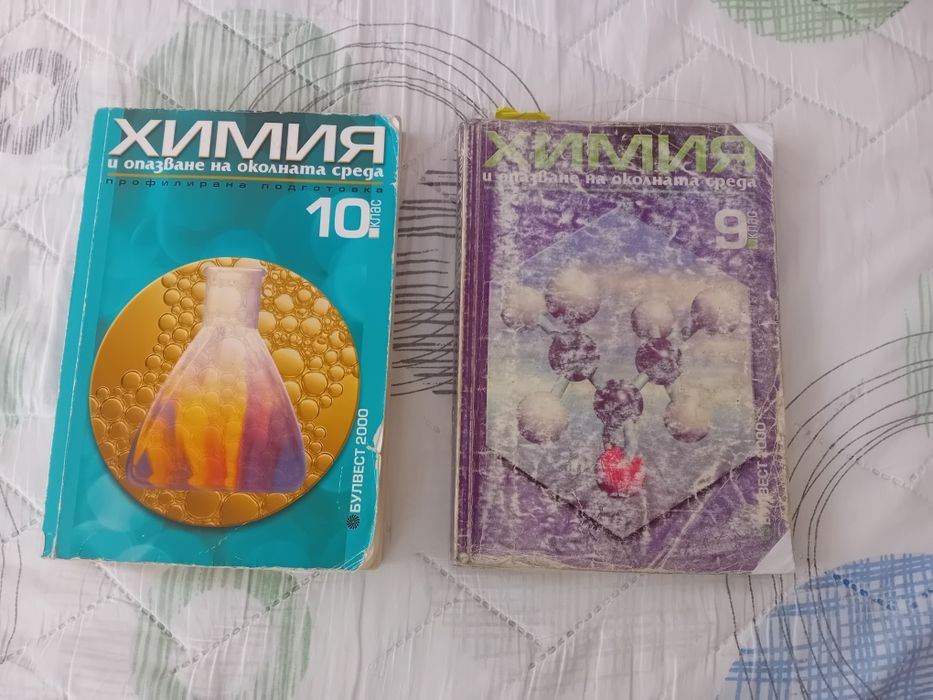 ХИМИЯ
и опазване на околната среда
профилирана подготовка
10. клас
БУЛВЕСТ 2000
ХИМИЯ
и опазване на околната среда
9. клас
БУЛВЕСТ 2000